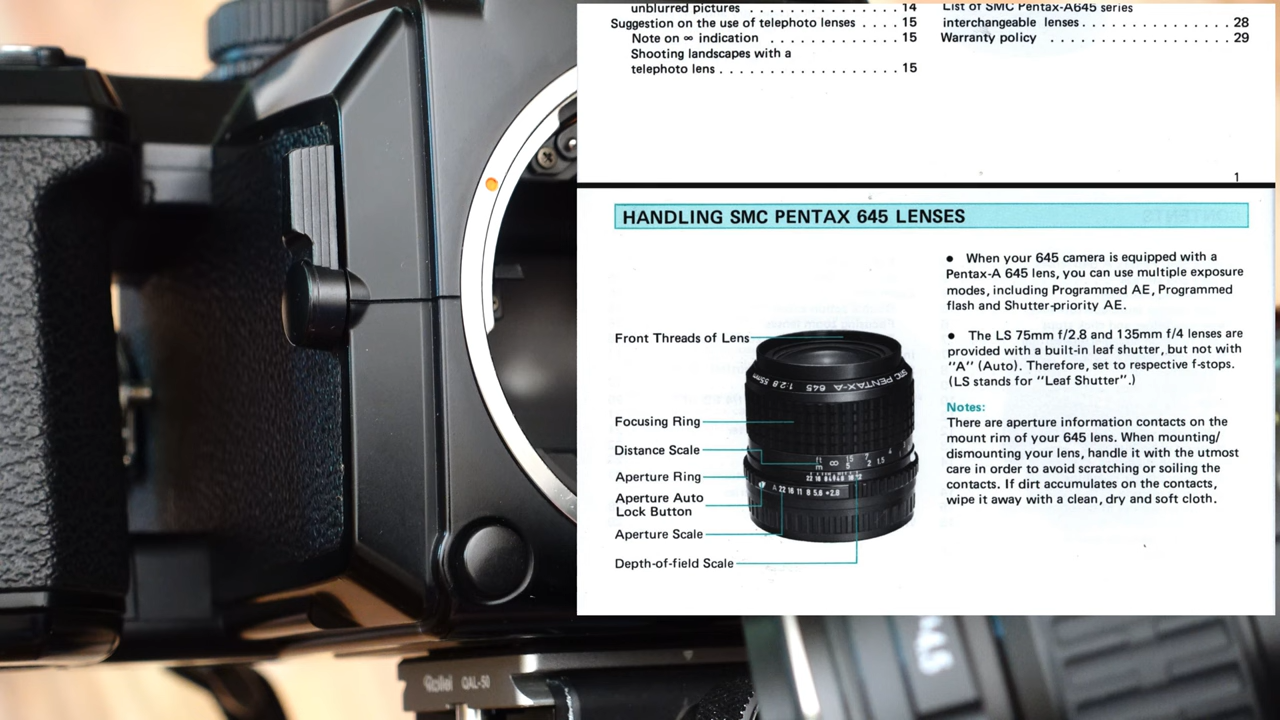 unblurred pictures . . . . . . . . . . . . . . . . . . 14
Suggestion on the use of telephoto lenses . . . . 15
Note on ∞ indication . . . . . . . . . . . . . . 15
Shooting landscapes with a
telephoto lens . . . . . . . . . . . . . . . . . . . 15
List of SMC Pentax-A645 series
interchangeable lenses . . . . . . . . . . . . . . . . 28
Warranty policy . . . . . . . . . . . . . . . . . . . 29
1
HANDLING SMC PENTAX 645 LENSES
Front Threads of Lens
Focusing Ring
Distance Scale
Aperture Ring
Aperture Auto
Lock Button
Aperture Scale
Depth-of-field Scale
SMC PENTAX-A 645 1:2.8 55mm
ft
m ∞
A 22 16 11 8 5.6 • 2.8
• When your 645 camera is equipped with a
Pentax-A 645 lens, you can use multiple exposure
modes, including Programmed AE, Programmed
flash and Shutter-priority AE.
• The LS 75mm f/2.8 and 135mm f/4 lenses are
provided with a built-in leaf shutter, but not with
"A" (Auto). Therefore, set to respective f-stops.
(LS stands for "Leaf Shutter".)
Notes:
There are aperture information contacts on the
mount rim of your 645 lens. When mounting/
dismounting your lens, handle it with the utmost
care in order to avoid scratching or soiling the
contacts. If dirt accumulates on the contacts,
wipe it away with a clean, dry and soft cloth.
Rollei QAL-50